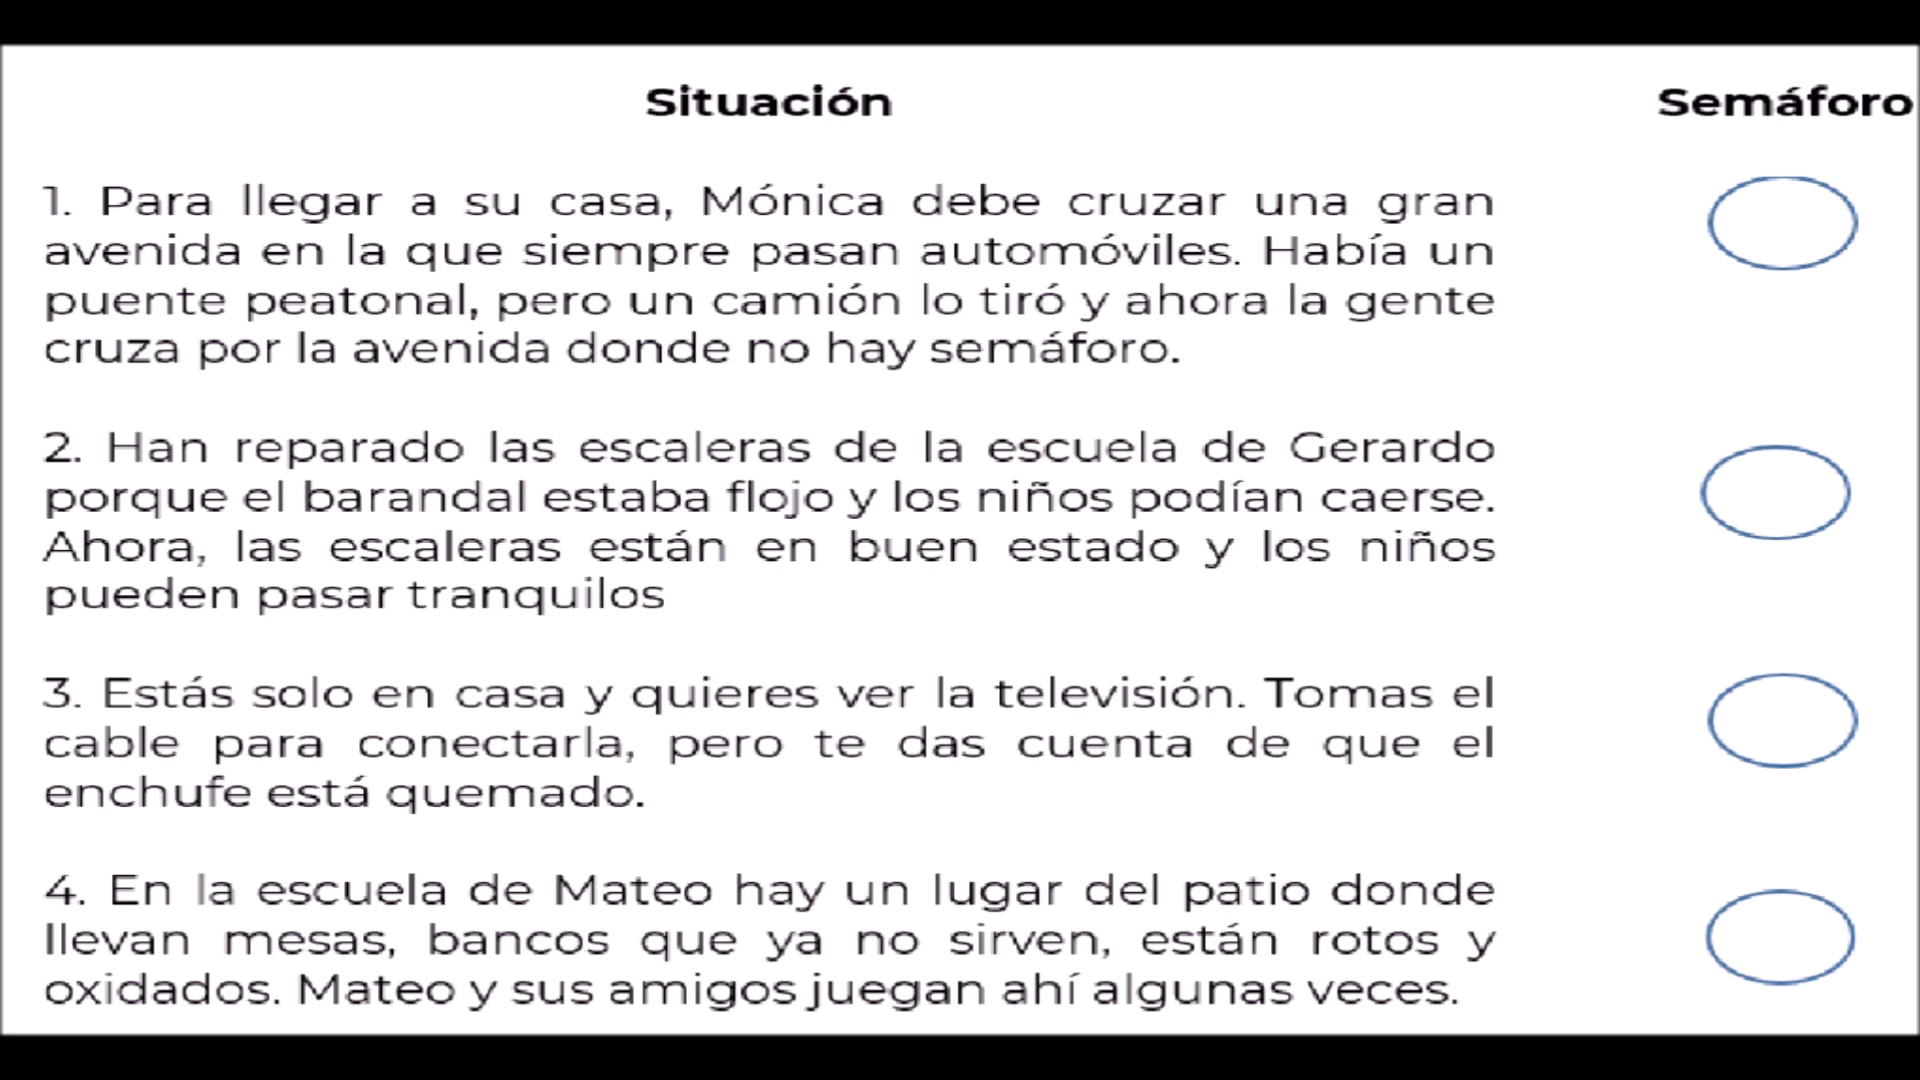 Situación Semáforo
1. Para llegar a su casa, Mónica debe cruzar una gran
avenida en la que siempre pasan automóviles. Había un
puente peatonal, pero un camión lo tiró y ahora la gente
cruza por la avenida donde no hay semáforo.
2. Han reparado las escaleras de la escuela de Gerardo
porque el barandal estaba flojo y los niños podían caerse.
Ahora, las escaleras están en buen estado y los niños
pueden pasar tranquilos
3. Estás solo en casa y quieres ver la televisión. Tomas el
cable para conectarla, pero te das cuenta de que el
enchufe está quemado.
4. En la escuela de Mateo hay un lugar del patio donde
llevan mesas, bancos que ya no sirven, están rotos y
oxidados. Mateo y sus amigos juegan ahí algunas veces.